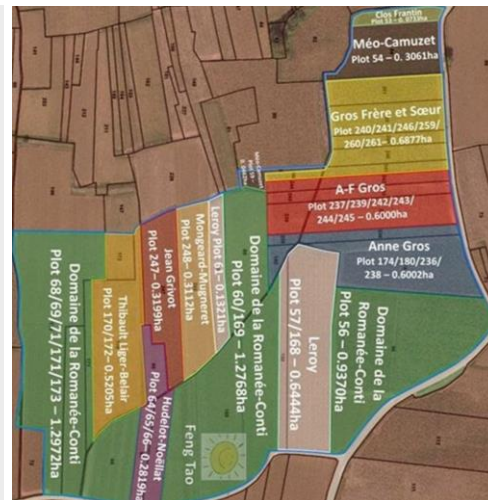 Clos Frantin
Plot 53 – 0.0733ha
Méo-Camuzet
Plot 54 – 0.3061ha
Gros Frère et Sœur
Plot 240/241/246/259/
260/261– 0.6877ha
A-F Gros
Plot 237/239/242/243/
244/245 – 0.6000ha
Anne Gros
Plot 174/180/236/
238 – 0.6002ha
Domaine de la
Romanée-Conti
Plot 56 – 0.9370ha
Leroy
Plot 57/168 – 0.6444ha
Domaine de la Romanée-Conti
Plot 60/169 – 1.2768ha
Leroy Plot 61– 0.1321ha
Mongeard-Mugneret
Plot 248– 0.3112ha
Jean Grivot
Plot 247– 0.3199ha
Hudelot-Noëllat
Plot 64/65/66– 0.2819ha
Thibault Liger-Belair
Plot 170/172– 0.5205ha
Domaine de la Romanée-Conti
Plot 68/69/71/171/173 – 1.2972ha
Feng Tao